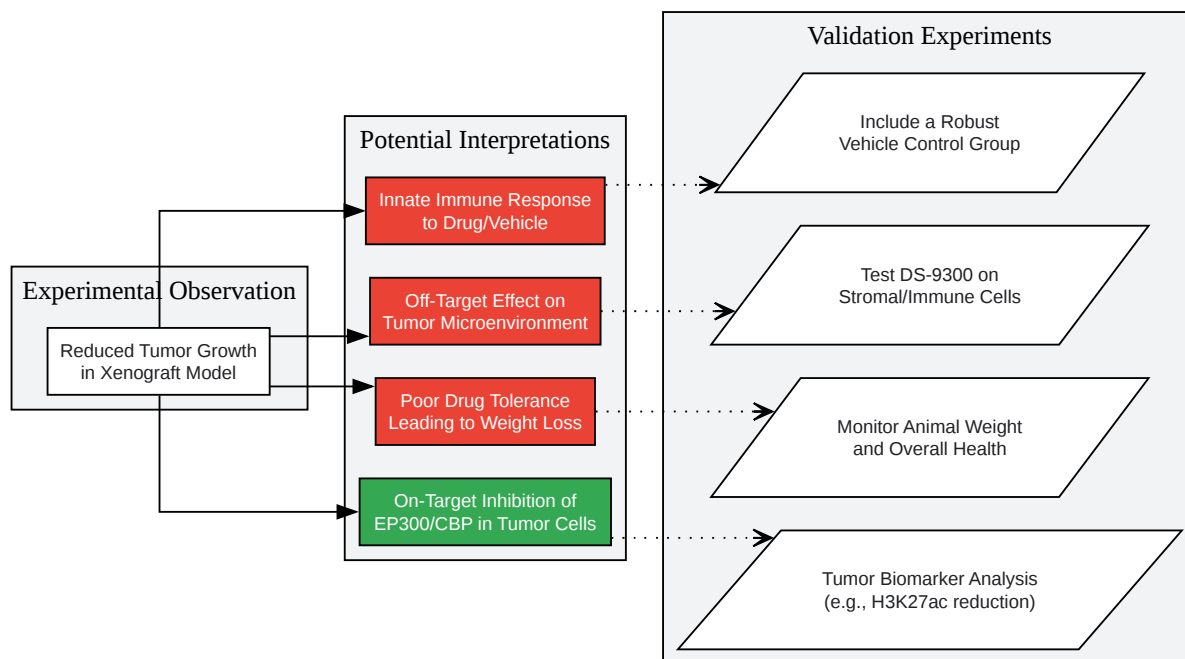 Experimental Observation
Reduced Tumor Growth
in Xenograft Model
Potential Interpretations
Innate Immune Response
to Drug/Vehicle
Off-Target Effect on
Tumor Microenvironment
Poor Drug Tolerance
Leading to Weight Loss
On-Target Inhibition of
EP300/CBP in Tumor Cells
Validation Experiments
Include a Robust
Vehicle Control Group
Test DS-9300 on
Stromal/Immune Cells
Monitor Animal Weight
and Overall Health
Tumor Biomarker Analysis
(e.g., H3K27ac reduction)